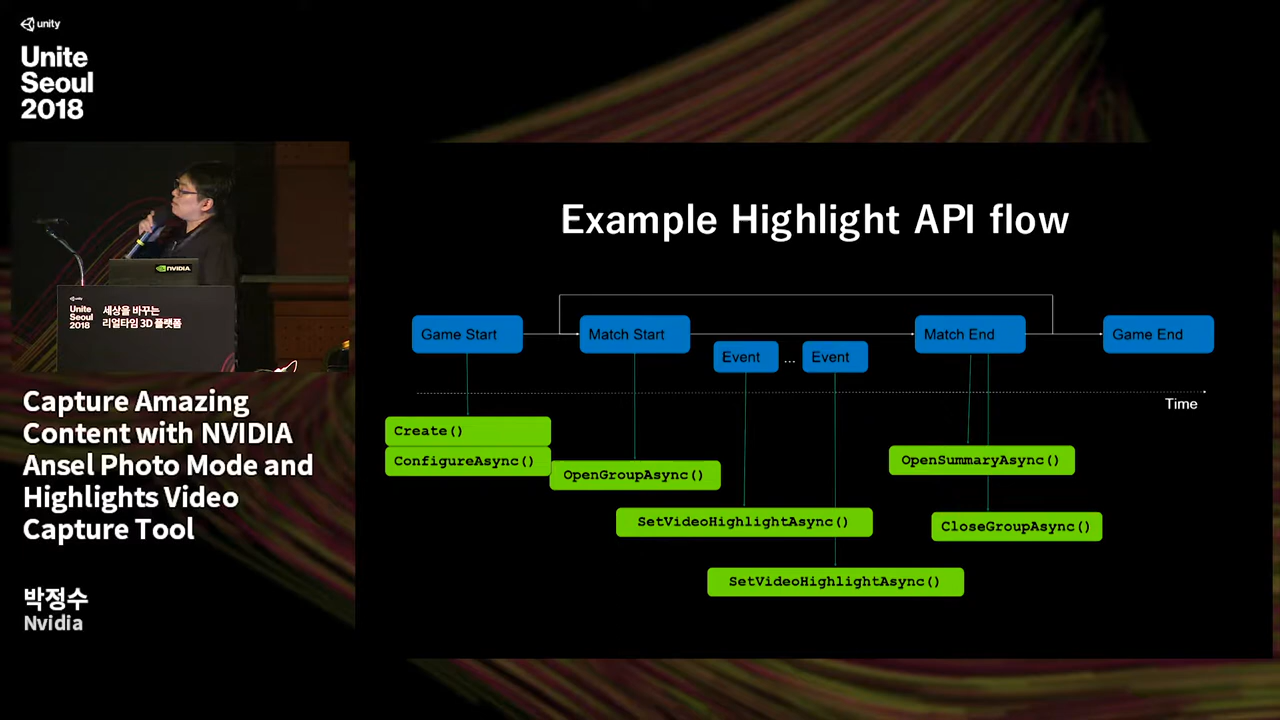 unity
Unite
Seoul
2018
NVIDIA
unity
Unite
Seoul
2018
세상을 바꾸는
리얼타임 3D 플랫폼
Capture Amazing
Content with NVIDIA
Ansel Photo Mode and
Highlights Video
Capture Tool
박정수
Nvidia
Example Highlight API flow
Game Start
Match Start
Event
...
Event
Match End
Game End
Time
Create()
ConfigureAsync()
OpenGroupAsync()
SetVideoHighlightAsync()
SetVideoHighlightAsync()
OpenSummaryAsync()
CloseGroupAsync()